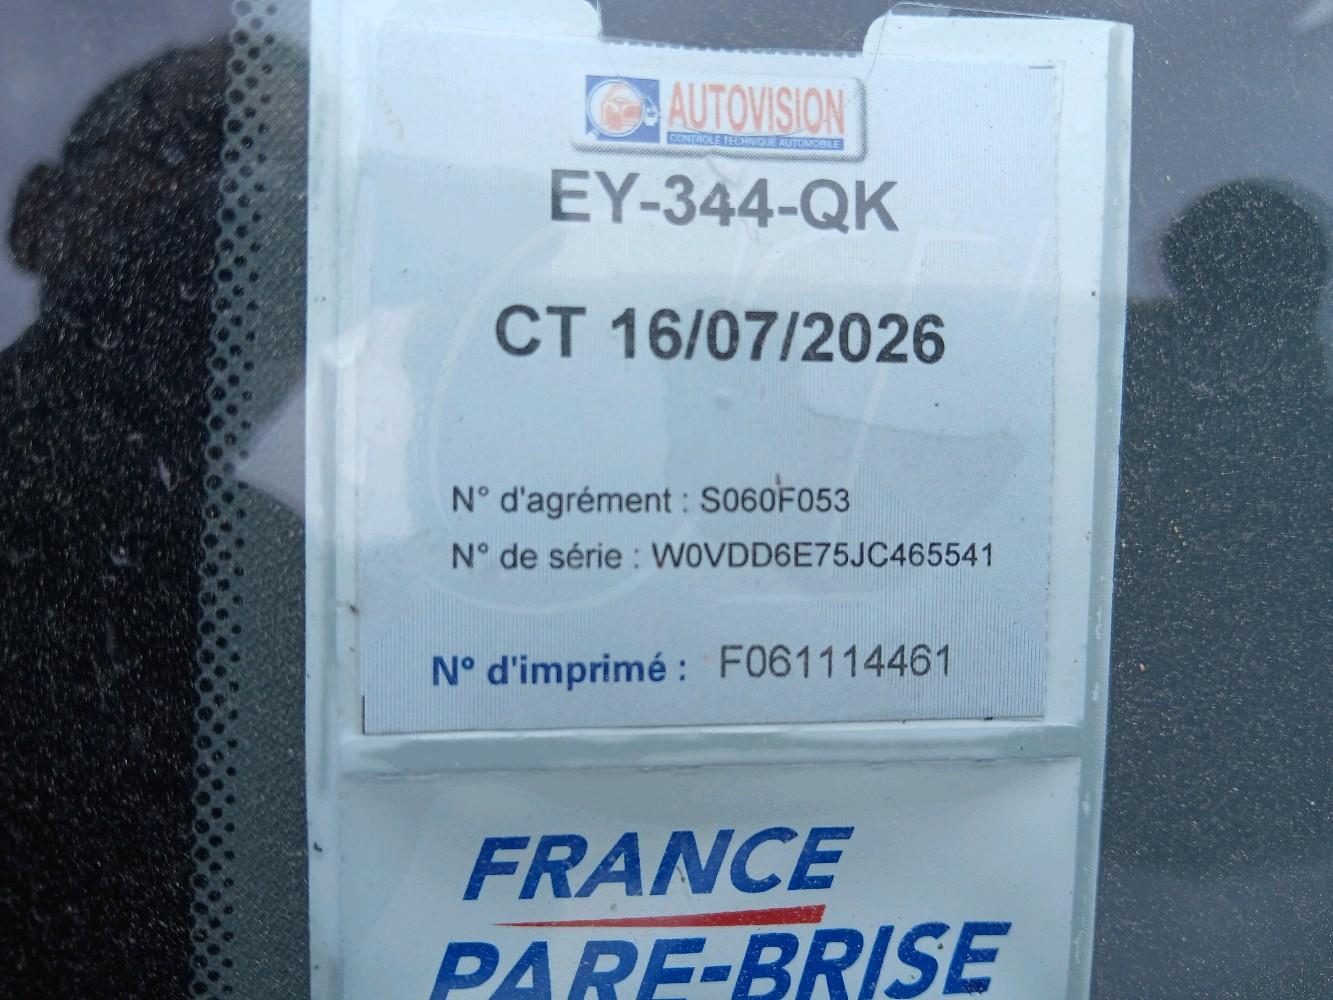 AUTOVISION
CONTROLE TECHNIQUE AUTOMOBILE
EY-344-QK
CT 16/07/2026
N° d'agrément : S060F053
N° de série : W0VDD6E75JC465541
N° d'imprimé : F061114461
FRANCE
PARE-BRISE